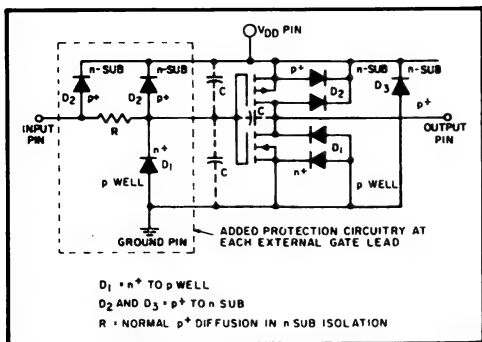 VDD PIN
n-SUB
n-SUB
p+
n-SUB
n-SUB
D2
p+
D2
p+
C
D2
D3
p+
C
INPUT
PIN
R
OUTPUT
PIN
n+
D1
C
D1
p WELL
n+
p WELL
GROUND PIN
ADDED PROTECTION CIRCUITRY AT
EACH EXTERNAL GATE LEAD
D1 = n+ TO p WELL
D2 AND D3 = p+ TO n SUB
R = NORMAL p+ DIFFUSION IN n SUB ISOLATION